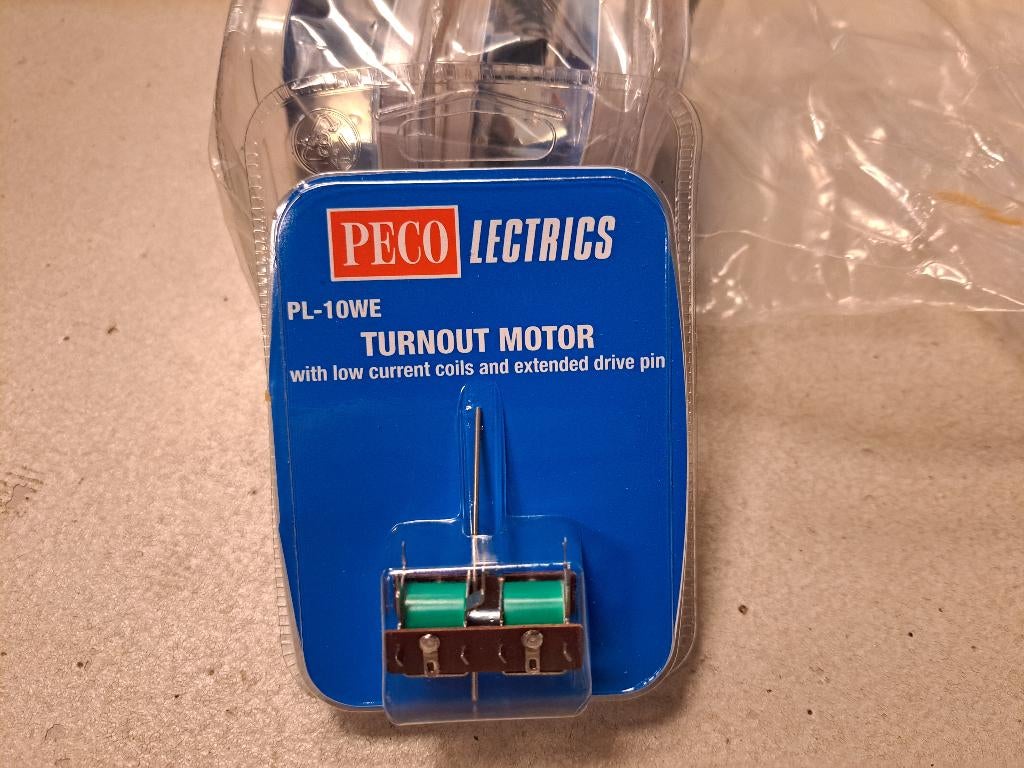 PECO LECTRICS
PL-10WE
TURNOUT MOTOR
with low current coils and extended drive pin